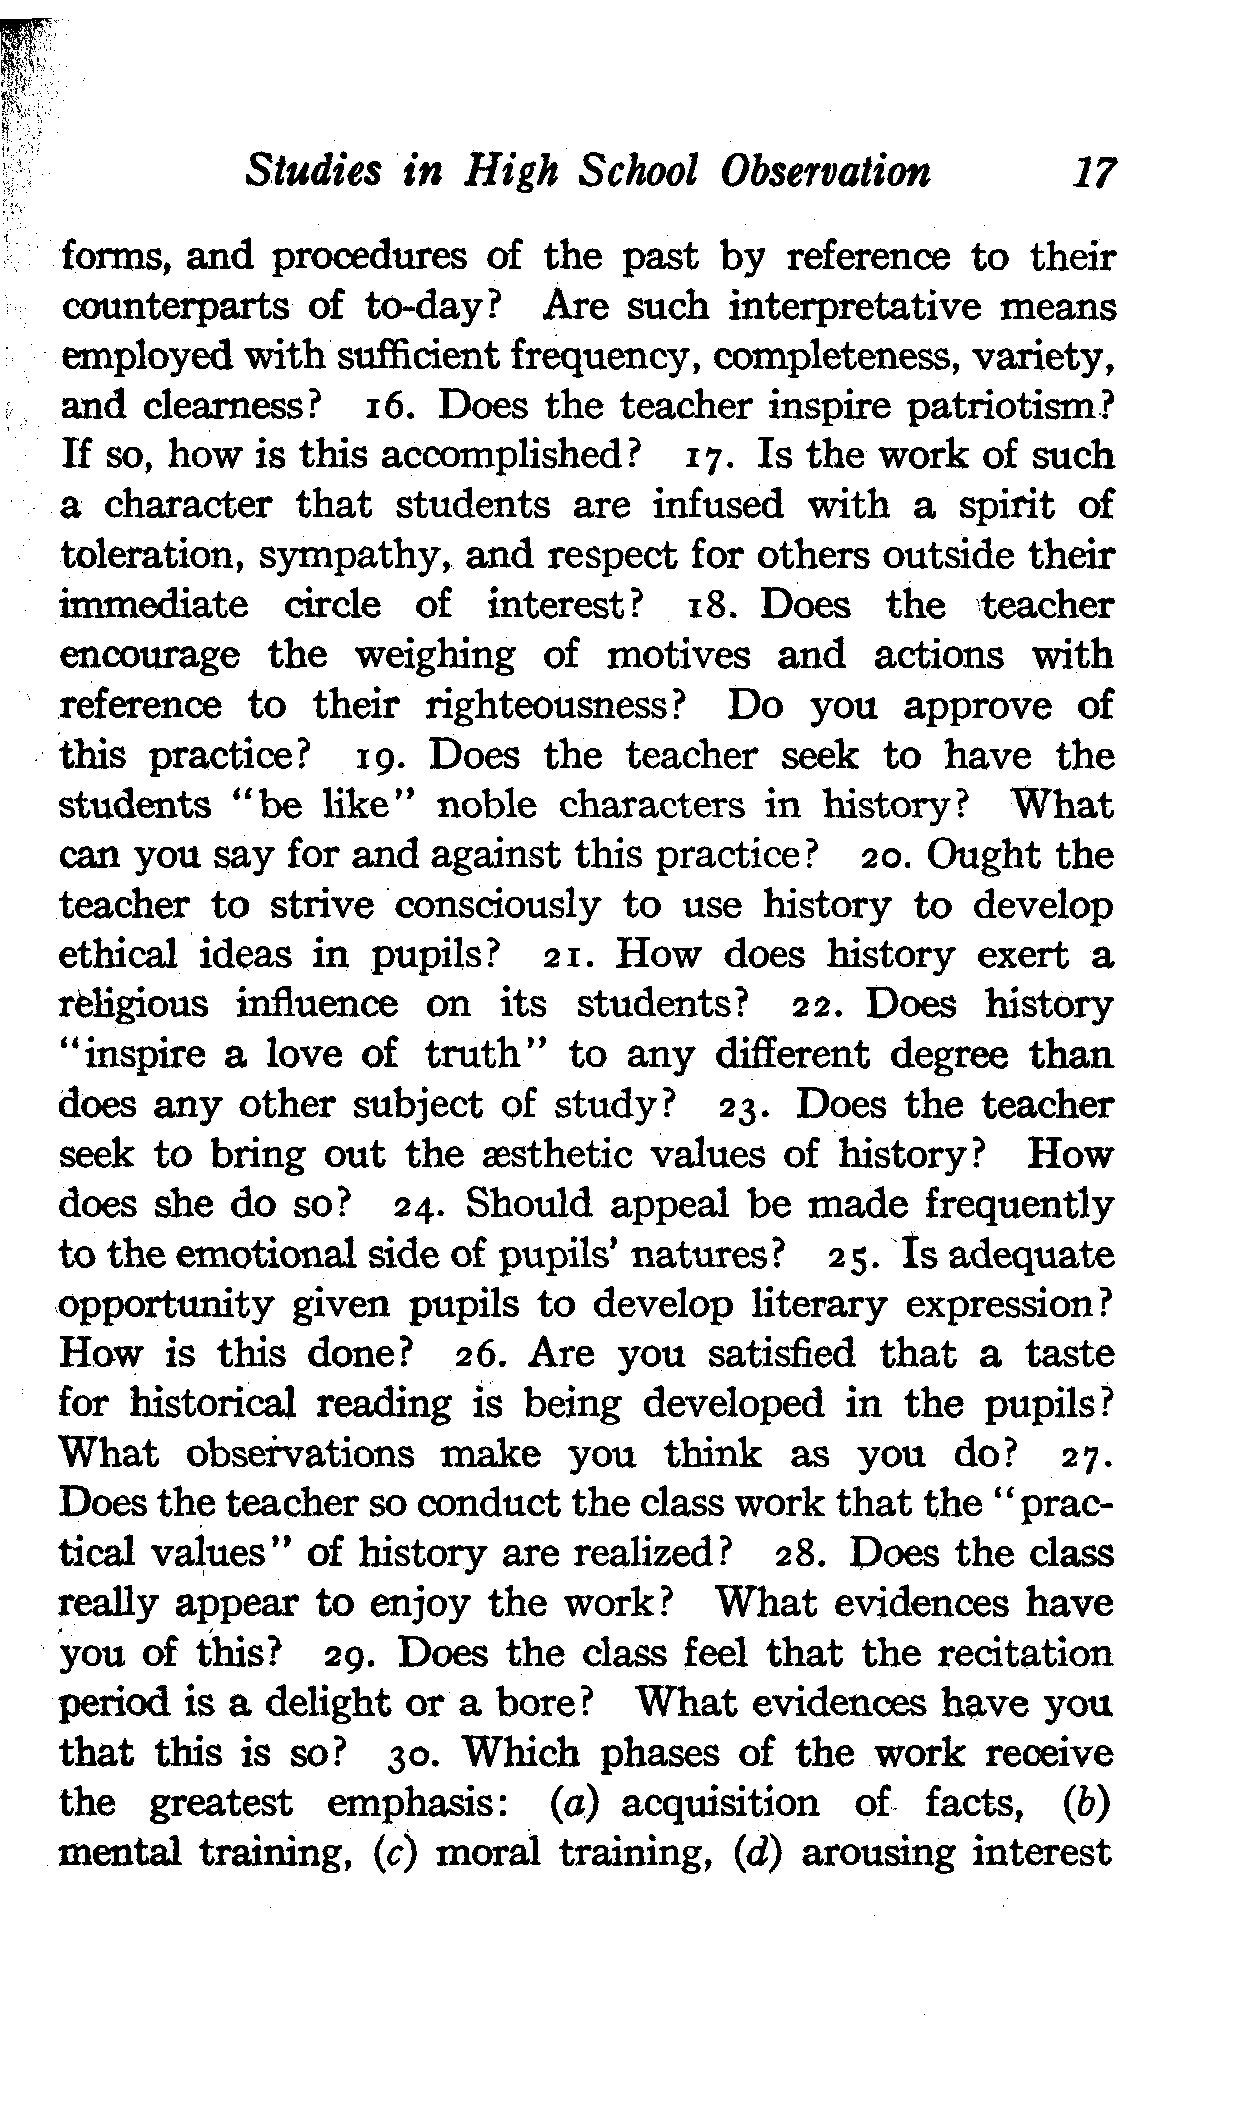 Studies in High School Observation 17
forms, and procedures of the past by reference to their
counterparts of to-day? Are such interpretative means
employed with sufficient frequency, completeness, variety,
and clearness? 16. Does the teacher inspire patriotism?
If so, how is this accomplished? 17. Is the work of such
a character that students are infused with a spirit of
toleration, sympathy, and respect for others outside their
immediate circle of interest? 18. Does the teacher
encourage the weighing of motives and actions with
reference to their righteousness? Do you approve of
this practice? 19. Does the teacher seek to have the
students "be like" noble characters in history? What
can you say for and against this practice? 20. Ought the
teacher to strive consciously to use history to develop
ethical ideas in pupils? 21. How does history exert a
religious influence on its students? 22. Does history
"inspire a love of truth" to any different degree than
does any other subject of study? 23. Does the teacher
seek to bring out the æsthetic values of history? How
does she do so? 24. Should appeal be made frequently
to the emotional side of pupils' natures? 25. Is adequate
opportunity given pupils to develop literary expression?
How is this done? 26. Are you satisfied that a taste
for historical reading is being developed in the pupils?
What observations make you think as you do? 27.
Does the teacher so conduct the class work that the "prac-
tical values" of history are realized? 28. Does the class
really appear to enjoy the work? What evidences have
you of this? 29. Does the class feel that the recitation
period is a delight or a bore? What evidences have you
that this is so? 30. Which phases of the work receive
the greatest emphasis: (a) acquisition of facts, (b)
mental training, (c) moral training, (d) arousing interest